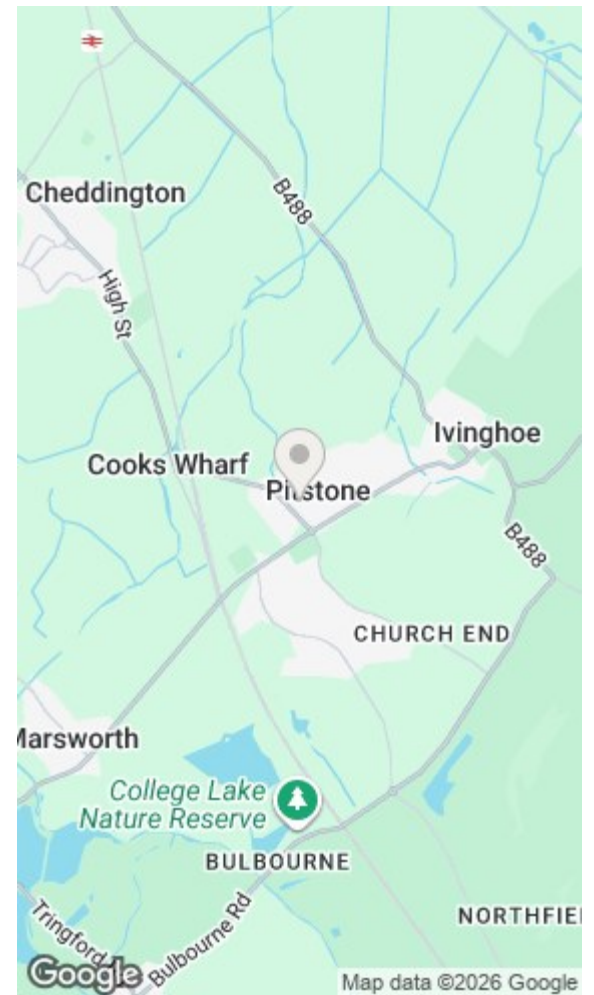 Cheddington
B488
High St
Ivinghoe
Cooks Wharf
Pitstone
B488
CHURCH END
Marsworth
College Lake
Nature Reserve
BULBOURNE
NORTHFIE
Tringford
Bulbourne Rd
Google
Map data ©2026 Google